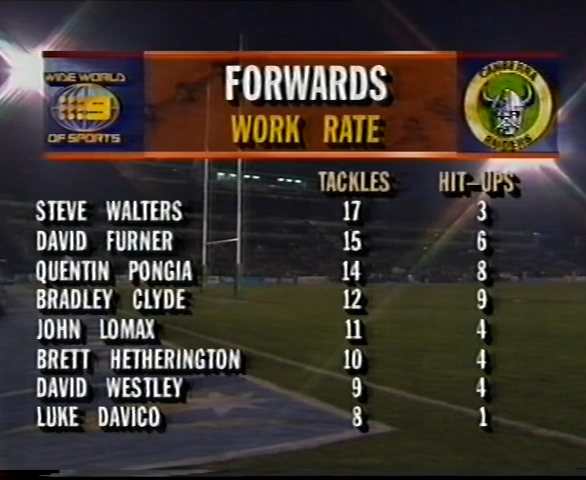 WIDE WORLD
9
OF SPORTS
FORWARDS
WORK RATE
CANBERRA
RAIDERS
TACKLES HIT-UPS
STEVE WALTERS 17 3
DAVID FURNER 15 6
QUENTIN PONGIA 14 8
BRADLEY CLYDE 12 9
JOHN LOMAX 11 4
BRETT HETHERINGTON 10 4
DAVID WESTLEY 9 4
LUKE DAVICO 8 1